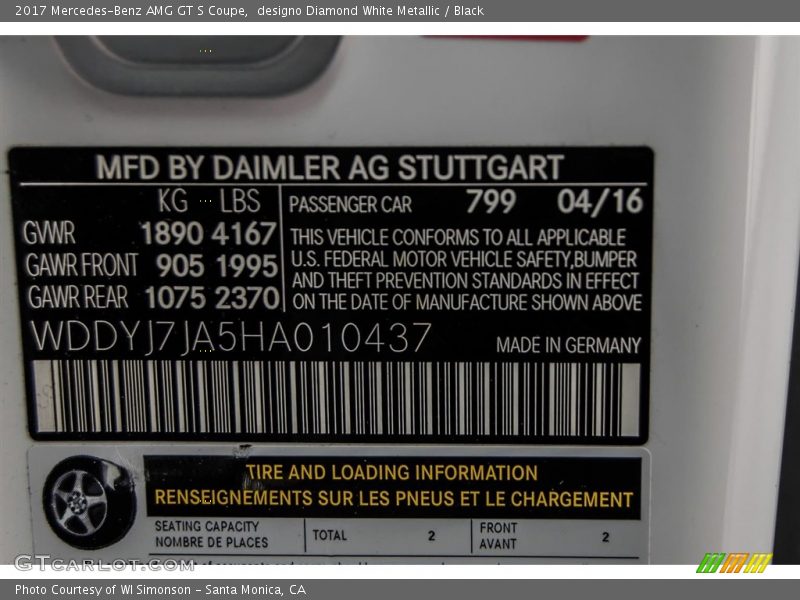 2017 Mercedes-Benz AMG GT S Coupe,  designo Diamond White Metallic / Black
MFD BY DAIMLER AG STUTTGART
KG LBS
GVWR 1890 4167
GAWR FRONT 905 1995
GAWR REAR 1075 2370
PASSENGER CAR 799 04/16
THIS VEHICLE CONFORMS TO ALL APPLICABLE
U.S. FEDERAL MOTOR VEHICLE SAFETY,BUMPER
AND THEFT PREVENTION STANDARDS IN EFFECT
ON THE DATE OF MANUFACTURE SHOWN ABOVE
WDDYJ7JA5HA010437
MADE IN GERMANY
TIRE AND LOADING INFORMATION
RENSEIGNEMENTS SUR LES PNEUS ET LE CHARGEMENT
SEATING CAPACITY
NOMBRE DE PLACES
TOTAL 2
FRONT
AVANT
2
GTCARLOT.COM
Photo Courtesy of WI Simonson – Santa Monica, CA